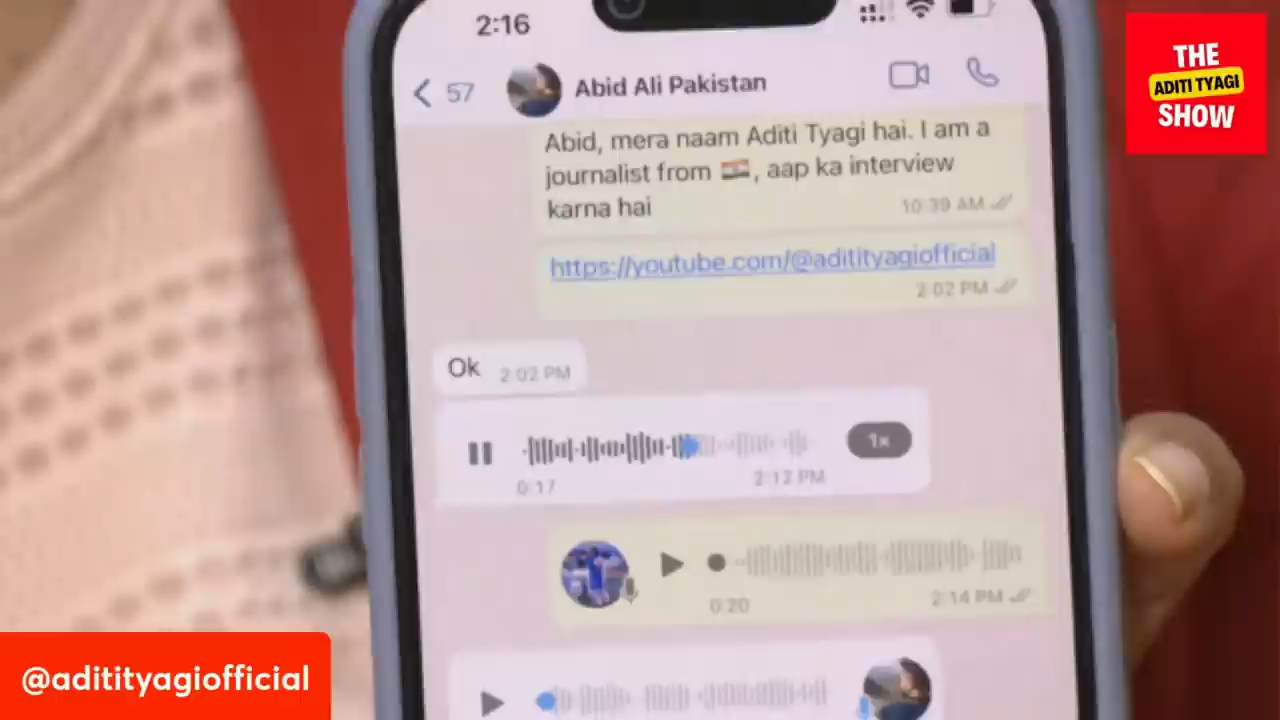 2:16
57
Abid Ali Pakistan
Abid, mera naam Aditi Tyagi hai. I am a
journalist from 🇮🇳, aap ka interview
karna hai
10:39 AM
https://youtube.com/@aditityagiofficial
2:02 PM
Ok 2:02 PM
1x
0:17
2:12 PM
0:20
2:14 PM
THE
ADITI TYAGI
SHOW
@aditityagiofficial